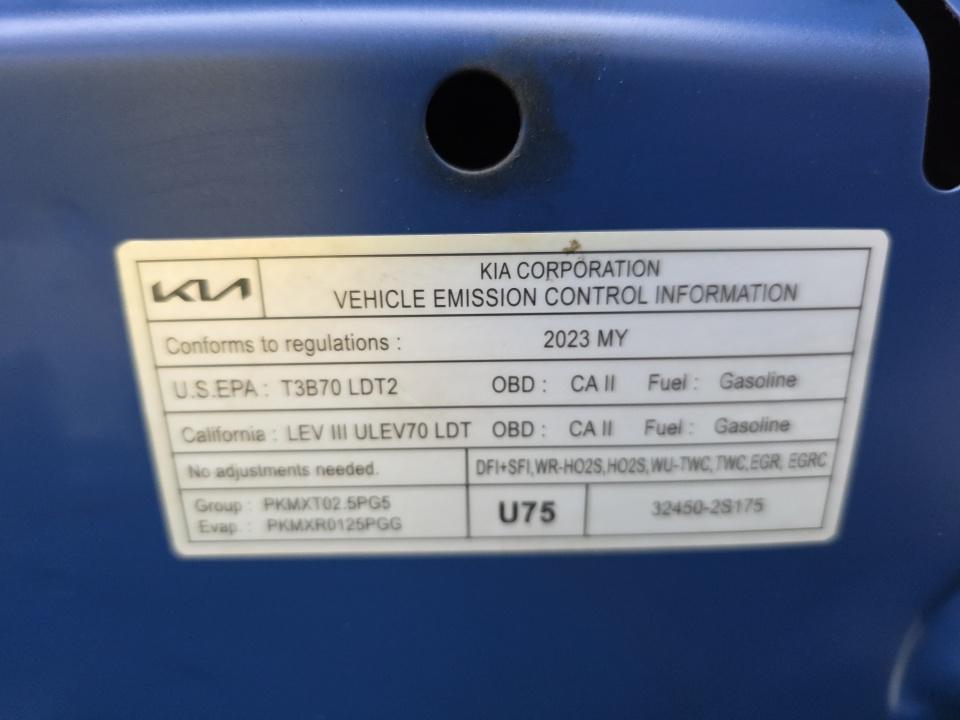 KIA
KIA CORPORATION
VEHICLE EMISSION CONTROL INFORMATION
Conforms to regulations : 2023 MY
U.S.EPA : T3B70 LDT2 OBD : CA II Fuel : Gasoline
California : LEV III ULEV70 LDT OBD : CA II Fuel : Gasoline
No adjustments needed. DFI+SFI,WR-HO2S,HO2S,WU-TWC,TWC,EGR, EGRC
Group : PKMXT02.5PG5 U75 32450-2S175
Evap. : PKMXR0125PGG